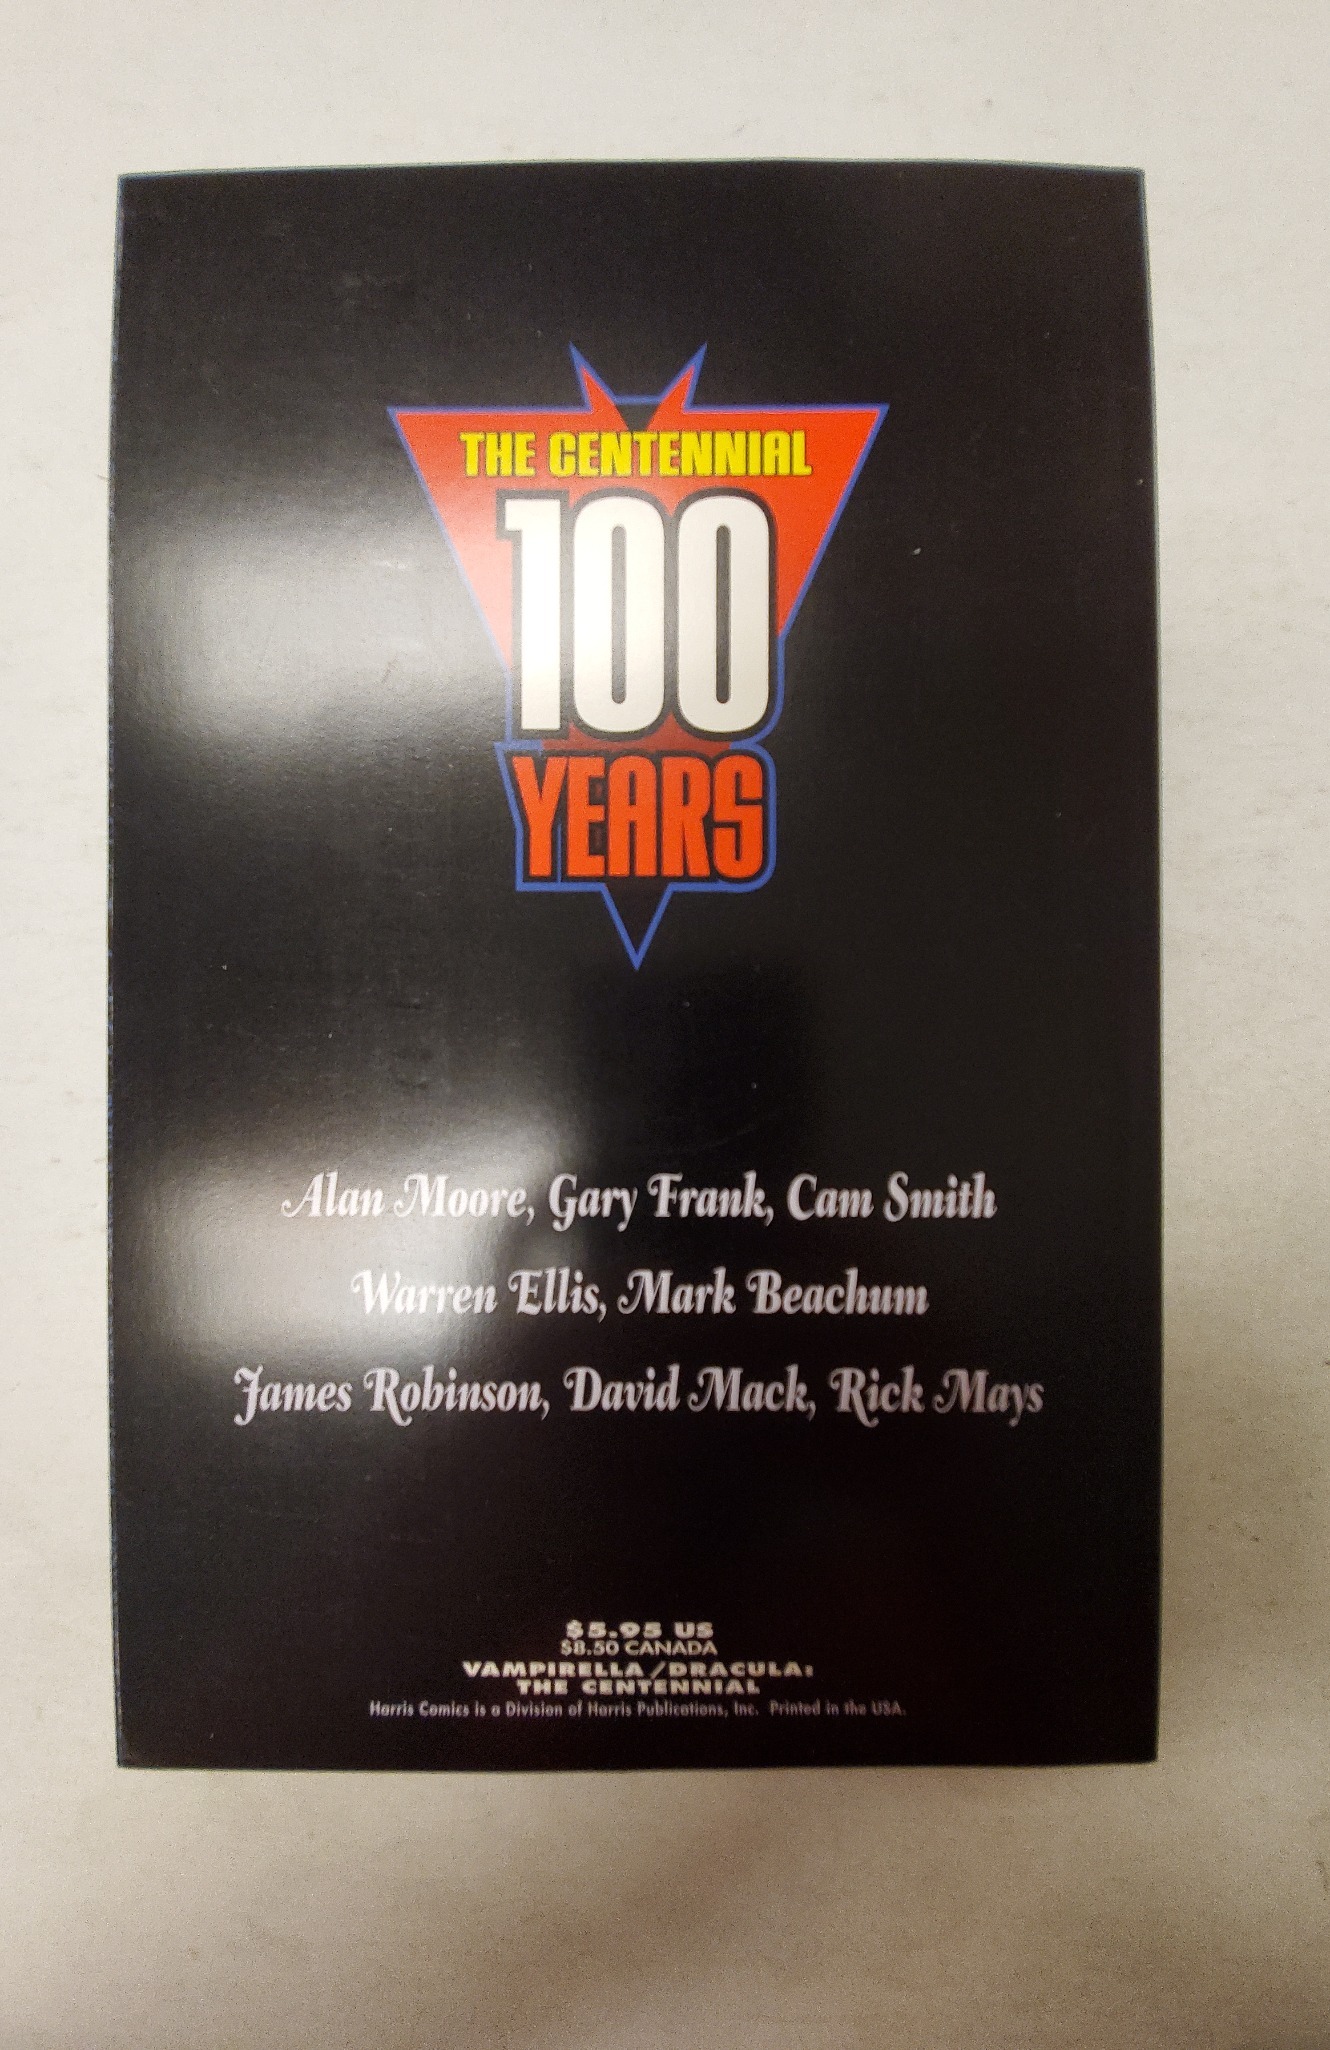 THE CENTENNIAL
100
YEARS
Alan Moore, Gary Frank, Cam Smith
Warren Ellis, Mark Beachum
James Robinson, David Mack, Rick Mays
$5.95 US
$8.50 CANADA
VAMPIRELLA/DRACULA:
THE CENTENNIAL
Harris Comics is a Division of Harris Publications, Inc. Printed in the USA.